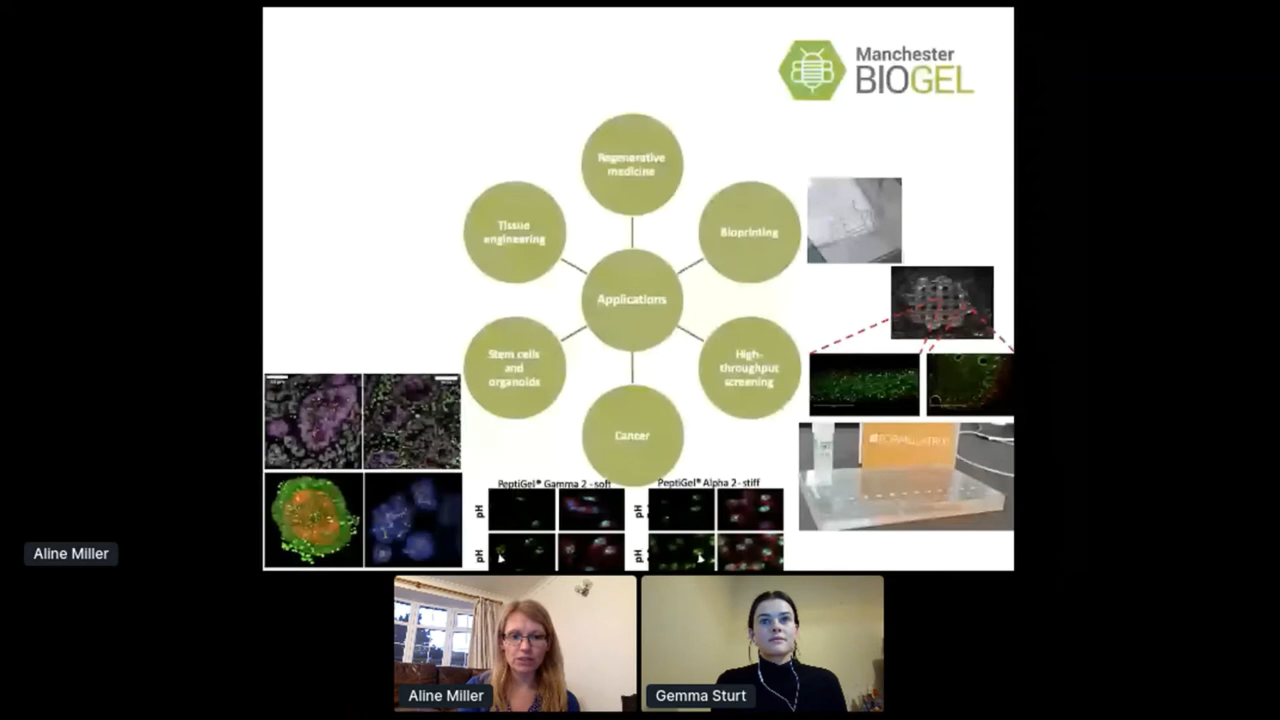 Manchester
BIOGEL
Regenerative
medicine
Tissue
engineering
Bioprinting
Applications
Stem cells
and
organoids
High-
throughput
screening
Cancer
PeptiGel® Gamma 2 - soft
PeptiGel® Alpha 2 - stiff
pH
pH
pH
pH
Aline Miller
Aline Miller
Gemma Sturt